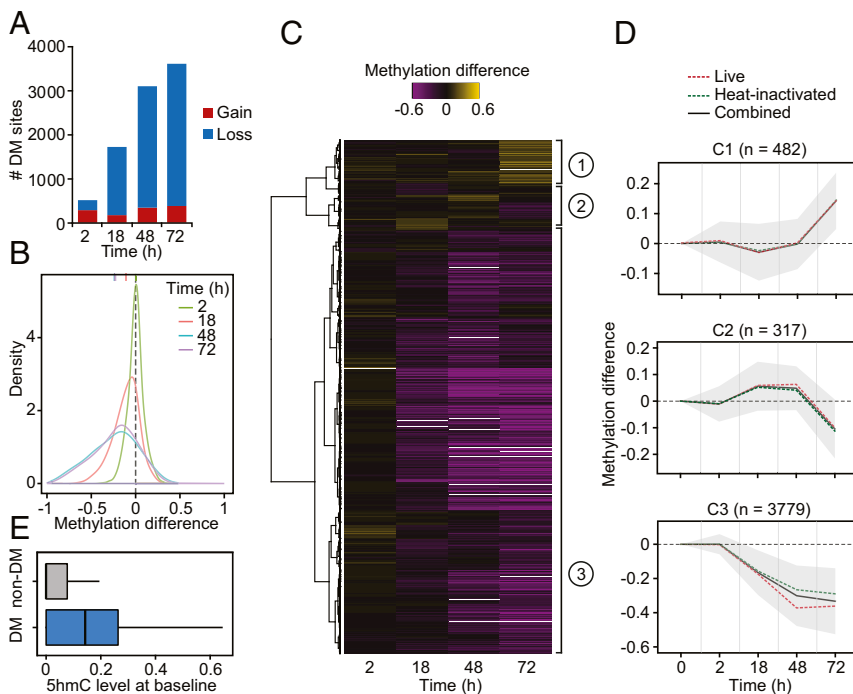 A
4000
3000
2000
1000
0
# DM sites
Gain
Loss
2 18 48 72
Time (h)
B
Time (h)
2
18
48
72
4
2
0
Density
-1 -0.5 0 0.5 1
Methylation difference
E
DM non-DM
0 0.2 0.4 0.6
5hmC level at baseline
C
Methylation difference
-0.6 0 0.6
1
2
3
2 18 48 72
Time (h)
D
Live
Heat-inactivated
Combined
C1 (n = 482)
0.2
0.1
0
-0.1
C2 (n = 317)
0.2
0.1
0
-0.1
-0.2
Methylation difference
C3 (n = 3779)
0
-0.2
-0.4
-0.6
0 2 18 48 72
Time (h)